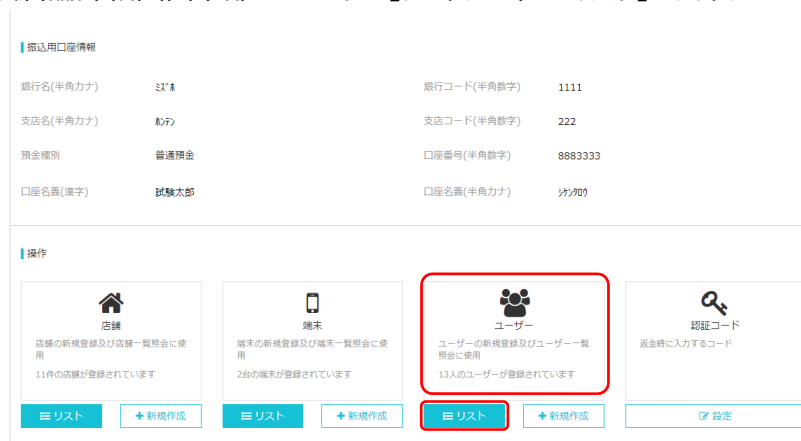 振込用口座情報
銀行名(半角カナ) ﾐｽﾞﾎ 銀行コード(半角数字) 1111
支店名(半角カナ) ﾎﾝﾃﾝ 支店コード(半角数字) 222
預金種別 普通預金 口座番号(半角数字) 8883333
口座名義(漢字) 試験太郎 口座名義(半角カナ) ｼｹﾝﾀﾛｳ
操作
店舗
店舗の新規登録及び店舗一覧照会に使
用
11件の店舗が登録されています
リスト
新規作成
端末
端末の新規登録及び端末一覧照会に使
用
2台の端末が登録されています
リスト
新規作成
ユーザー
ユーザーの新規登録及びユーザー一覧
照会に使用
13人のユーザーが登録されています
リスト
新規作成
認証コード
返金時に入力するコード
設定